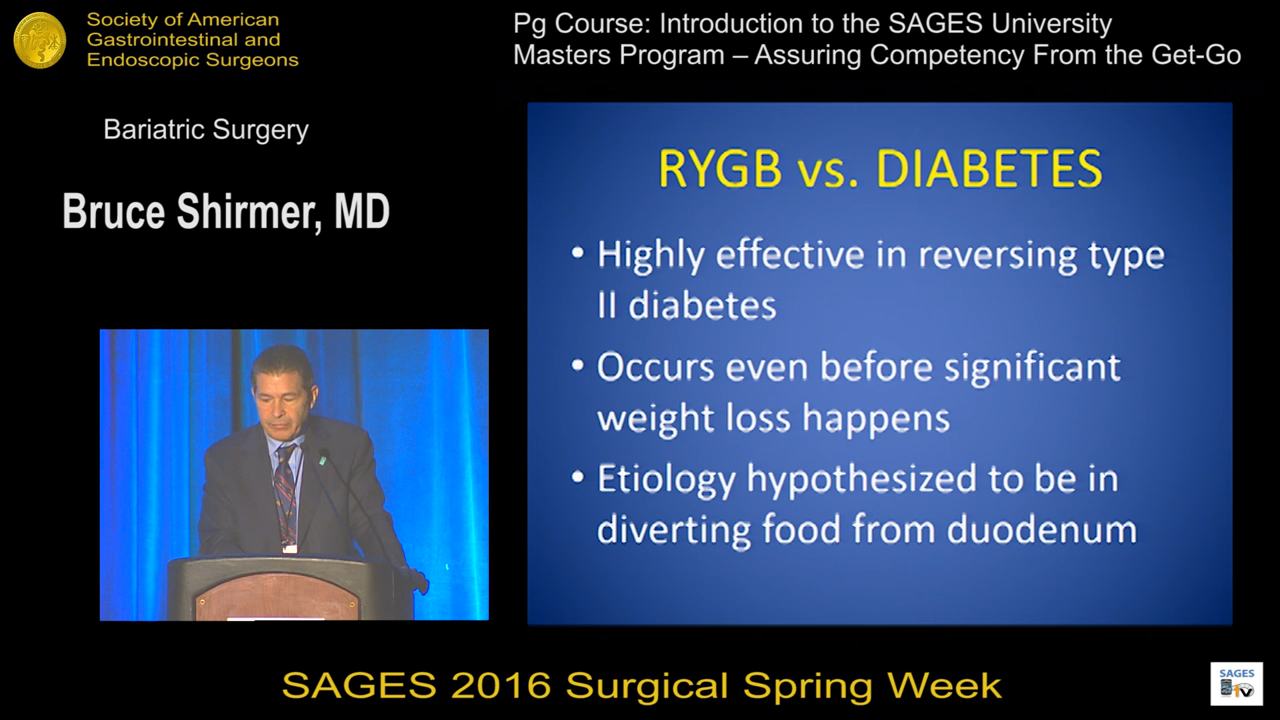 Society of American
Gastrointestinal and
Endoscopic Surgeons
Pg Course: Introduction to the SAGES University
Masters Program – Assuring Competency From the Get-Go
Bariatric Surgery
Bruce Shirmer, MD
RYGB vs. DIABETES
• Highly effective in reversing type
II diabetes
• Occurs even before significant
weight loss happens
• Etiology hypothesized to be in
diverting food from duodenum
SAGES 2016 Surgical Spring Week
SAGES
TV